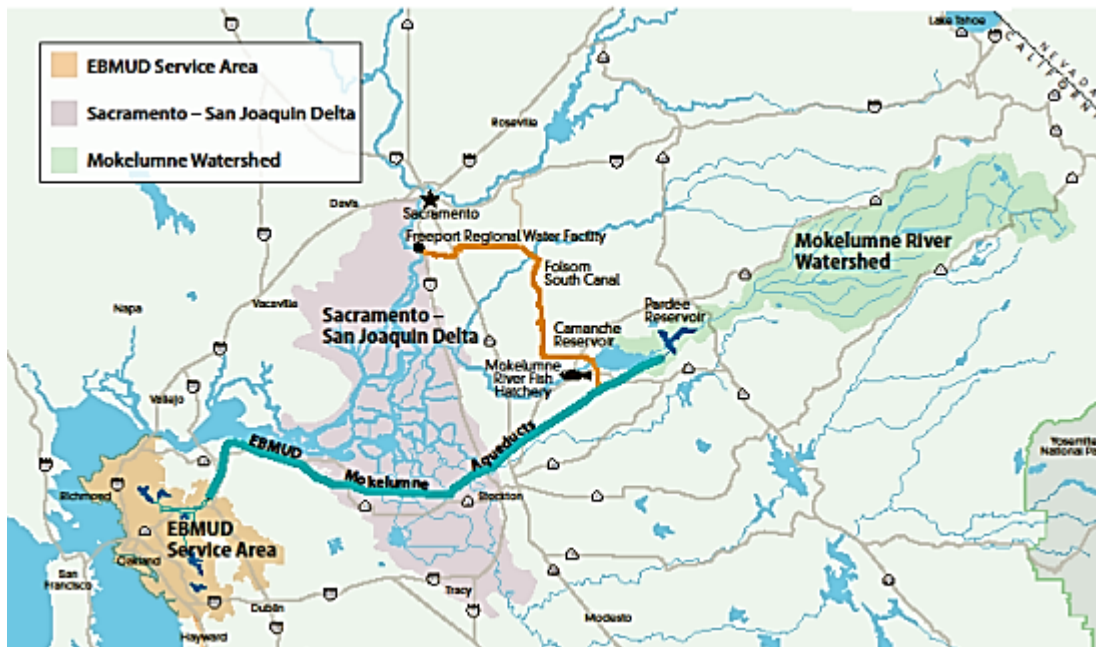 EBMUD Service Area
Sacramento – San Joaquin Delta
Mokelumne Watershed
Lake Tahoe
NEVADA
CALIFORNIA
Roseville
Davis
Sacramento
Freeport Regional Water Facility
Mokelumne River
Watershed
Folsom
South Canal
Napa
Vacaville
Pardee
Reservoir
Sacramento –
San Joaquin Delta
Camanche
Reservoir
Mokelumne
River Fish
Hatchery
Vallejo
EBMUD
Mokelumne
Aqueducts
Yosemite
National Pa
Richmond
Stockton
EBMUD
Service Area
Oakland
San
Francisco
Tracy
Dublin
Modesto
Hayward